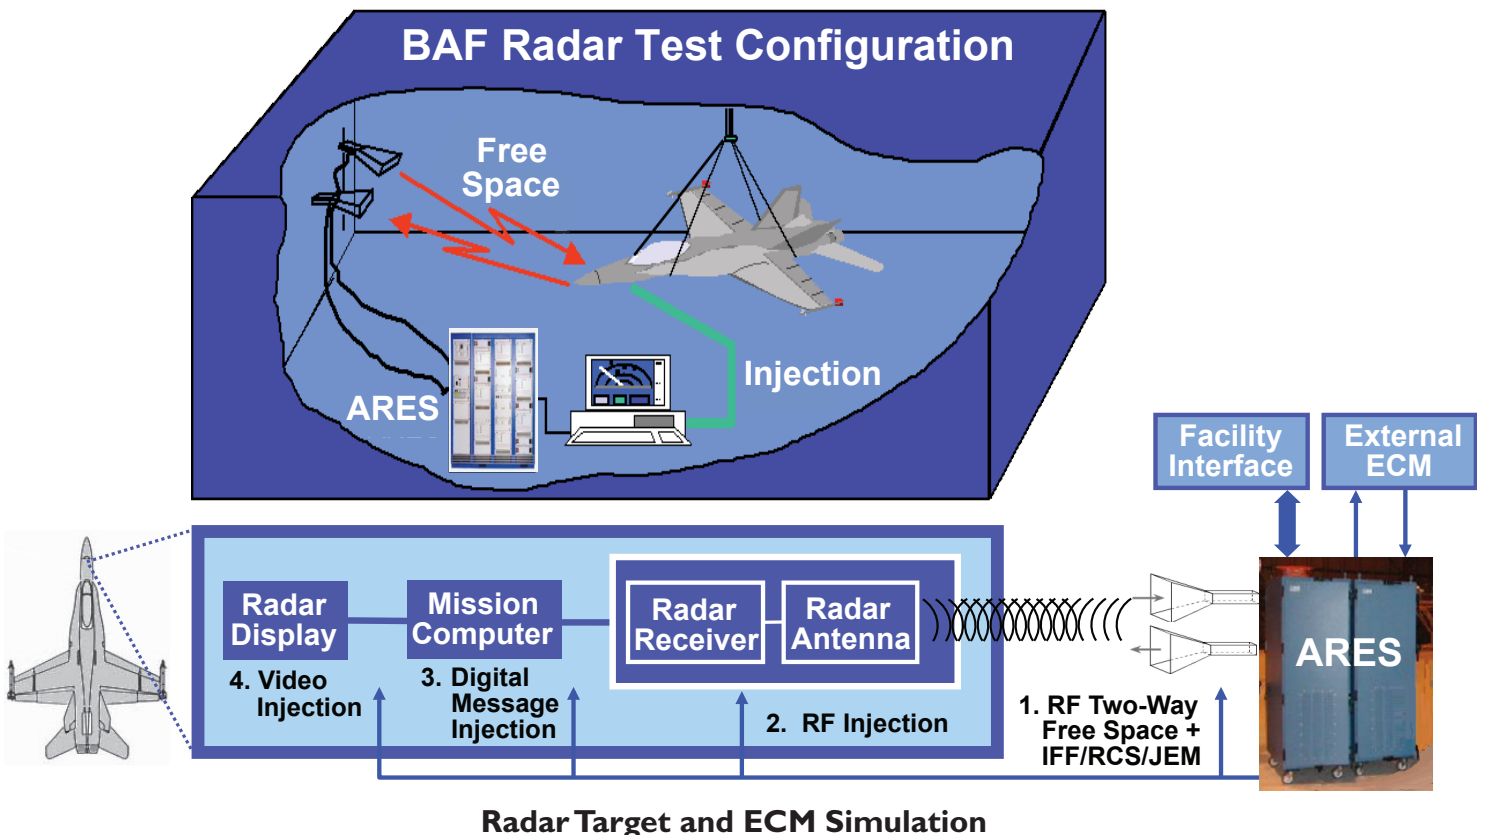 BAF Radar Test Configuration
Free
Space
Injection
ARES
Facility
Interface
External
ECM
Radar
Display
Mission
Computer
Radar
Receiver
Radar
Antenna
ARES
4. Video
Injection
3. Digital
Message
Injection
2. RF Injection
1. RF Two-Way
Free Space +
IFF/RCS/JEM
Radar Target and ECM Simulation